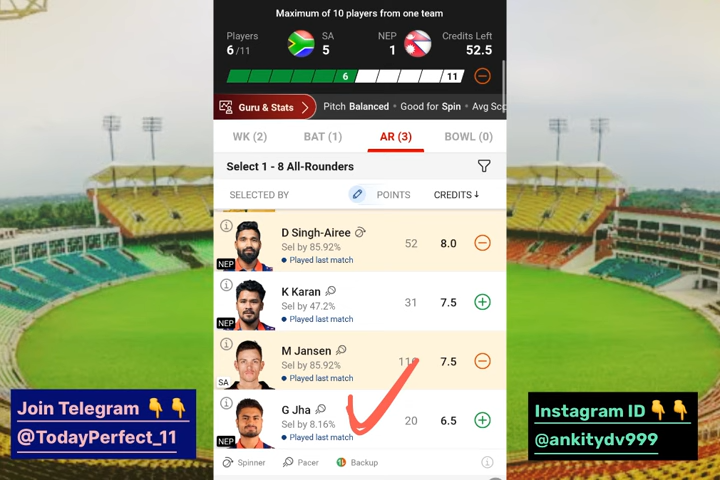 Maximum of 10 players from one team
Players SA NEP Credits Left
6/11 5 1 52.5
6 11
Guru & Stats Pitch Balanced • Good for Spin • Avg Sco
WK (2) BAT (1) AR (3) BOWL (0)
Select 1 - 8 All-Rounders
SELECTED BY POINTS CREDITS↓
D Singh-Airee
Sel by 85.92% 52 8.0
• Played last match
NEP
K Karan
Sel by 47.2% 31 7.5
• Played last match
NEP
M Jansen
Sel by 85.92% 7.5
• Played last match
SA
G Jha
Sel by 8.16% 20 6.5
• Played last match
NEP
Spinner Pacer Backup
Join Telegram 👇👇
@TodayPerfect_11
Instagram ID👇👇
@ankitydv999